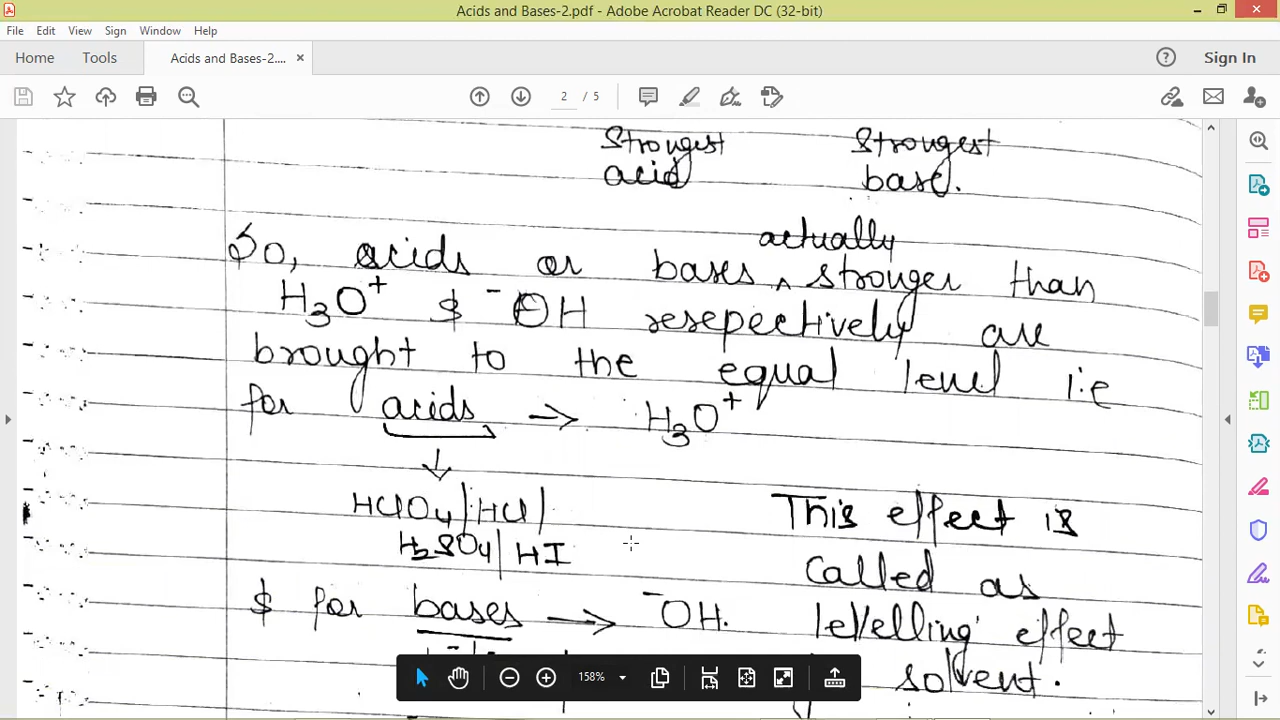 Acids and Bases-2.pdf - Adobe Acrobat Reader DC (32-bit)
File Edit View Sign Window Help
Home Tools Acids and Bases-2.... × Sign In
2 / 5
Strongest Strongest
acid base.
actually
So, acids or bases ^ stronger than
H₃O⁺ & ⁻OH resepectively are
brought to the equal level i.e
for acids → H₃O⁺
↓
HClO₄ / HCl /
H₂SO₄ / HI
This effect is
called as
levelling effect
solvent.
& for bases → ⁻OH.
158%